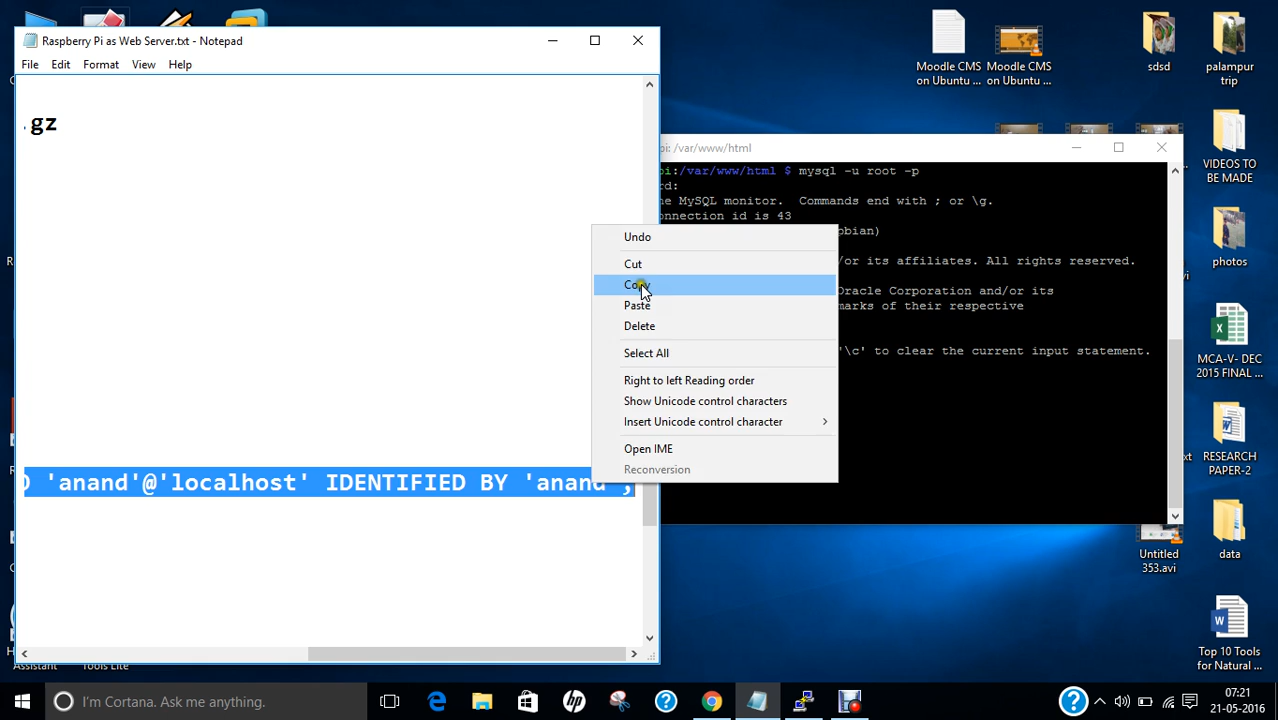 Raspberry Pi as Web Server.txt - Notepad
File Edit Format View Help
.gz
'anand'@'localhost' IDENTIFIED BY 'anand';
Undo
Cut
Copy
Paste
Delete
Select All
Right to left Reading order
Show Unicode control characters
Insert Unicode control character
Open IME
Reconversion
pi: /var/www/html
pi:/var/www/html $ mysql -u root -p
rd:
MySQL monitor. Commands end with ; or \g.
onnection id is 43
bian)
/or its affiliates. All rights reserved.
Oracle Corporation and/or its
marks of their respective
'\c' to clear the current input statement.
Moodle CMS
on Ubuntu ...
Moodle CMS
on Ubuntu ...
sdsd
palampur
trip
VIDEOS TO
BE MADE
photos
MCA-V- DEC
2015 FINAL ...
RESEARCH
PAPER-2
Untitled
353.avi
data
Top 10 Tools
for Natural ...
Assistant
Tools Lite
I'm Cortana. Ask me anything.
07:21
21-05-2016